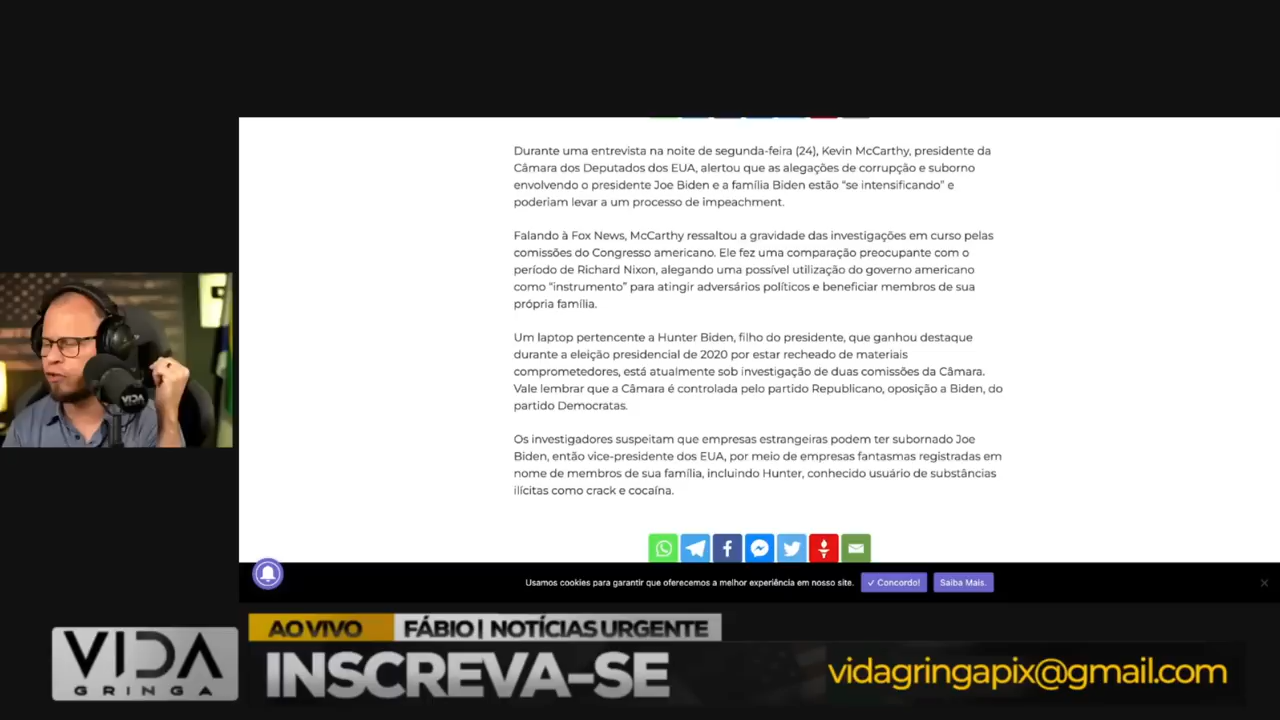 Durante uma entrevista na noite de segunda-feira (24), Kevin McCarthy, presidente da
Câmara dos Deputados dos EUA, alertou que as alegações de corrupção e suborno
envolvendo o presidente Joe Biden e a família Biden estão “se intensificando” e
poderiam levar a um processo de impeachment.
Falando à Fox News, McCarthy ressaltou a gravidade das investigações em curso pelas
comissões do Congresso americano. Ele fez uma comparação preocupante com o
período de Richard Nixon, alegando uma possível utilização do governo americano
como “instrumento” para atingir adversários políticos e beneficiar membros de sua
própria família.
Um laptop pertencente a Hunter Biden, filho do presidente, que ganhou destaque
durante a eleição presidencial de 2020 por estar recheado de materiais
comprometedores, está atualmente sob investigação de duas comissões da Câmara.
Vale lembrar que a Câmara é controlada pelo partido Republicano, oposição a Biden, do
partido Democratas.
Os investigadores suspeitam que empresas estrangeiras podem ter subornado Joe
Biden, então vice-presidente dos EUA, por meio de empresas fantasmas registradas em
nome de membros de sua família, incluindo Hunter, conhecido usuário de substâncias
ilícitas como crack e cocaína.
Usamos cookies para garantir que oferecemos a melhor experiência em nosso site.
✓ Concordo!
Saiba Mais.
VIDA
AO VIVO
FÁBIO | NOTÍCIAS URGENTE
VIDA
GRINGA
INSCREVA-SE
vidagringapix@gmail.com